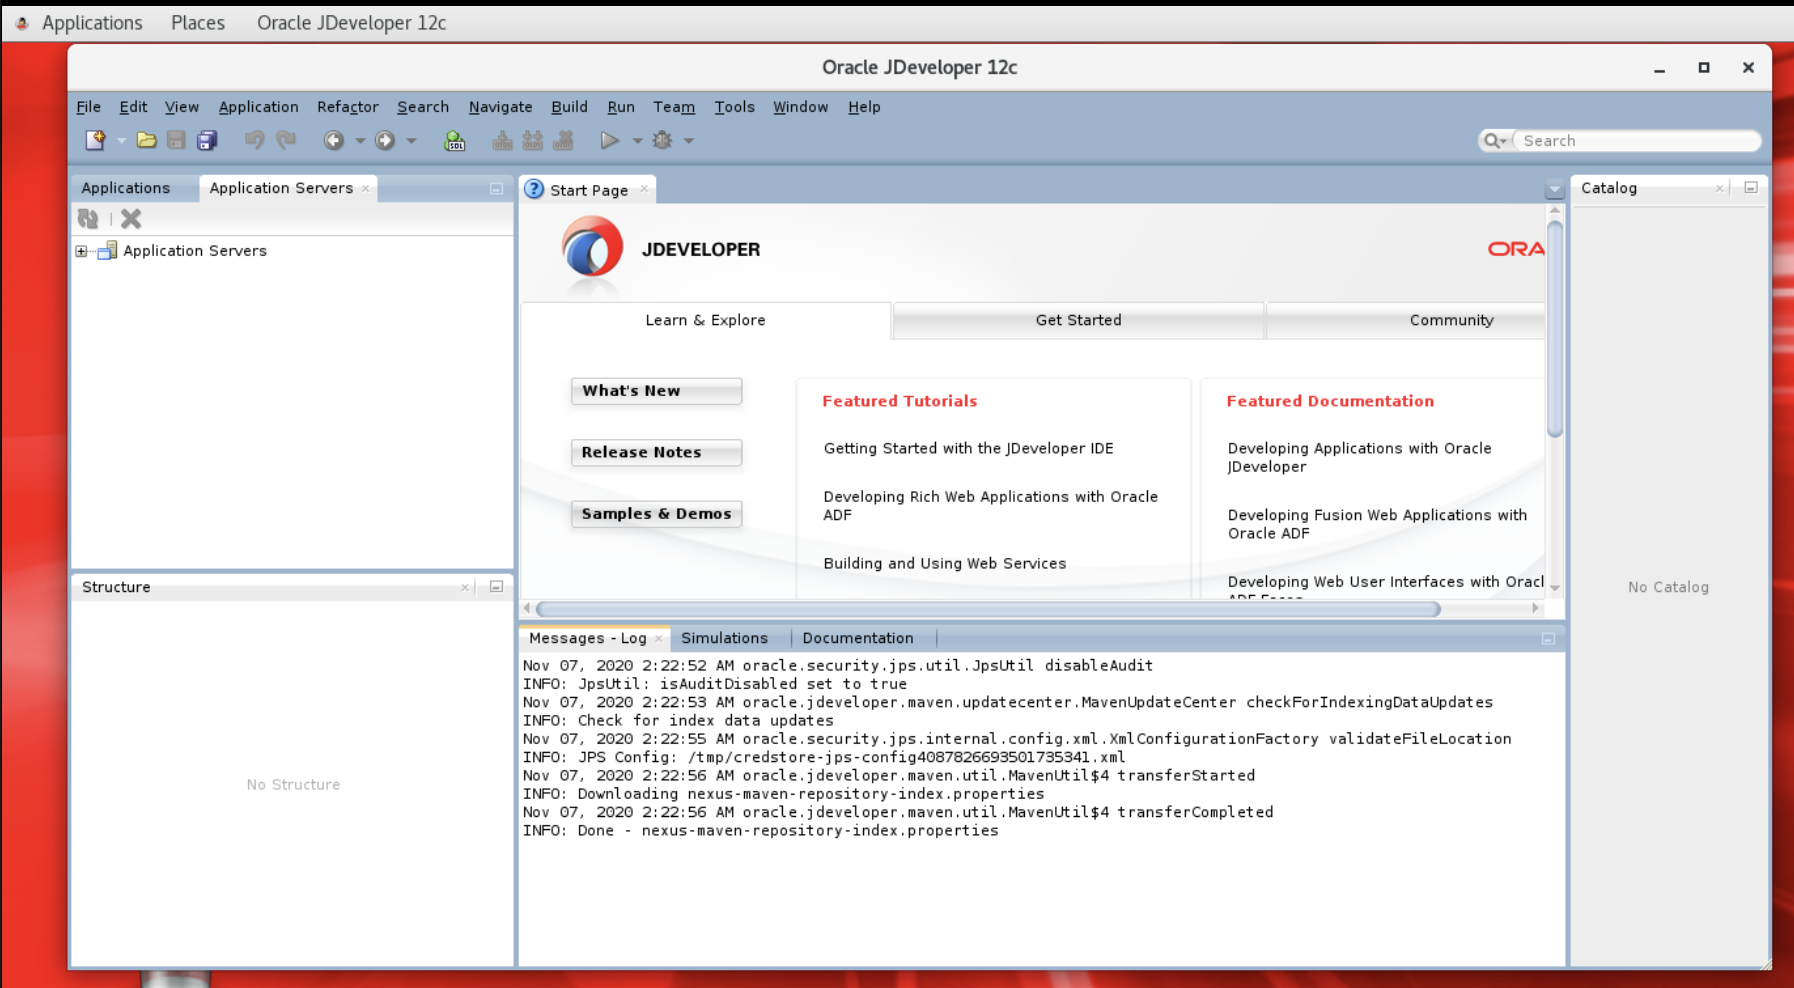 Applications Places Oracle JDeveloper 12c
Oracle JDeveloper 12c
File Edit View Application Refactor Search Navigate Build Run Team Tools Window Help
SQL
Search
Applications
Application Servers
Application Servers
Start Page
JDEVELOPER
ORA
Learn & Explore
Get Started
Community
What's New
Release Notes
Samples & Demos
Featured Tutorials
Getting Started with the JDeveloper IDE
Developing Rich Web Applications with Oracle
ADF
Building and Using Web Services
Featured Documentation
Developing Applications with Oracle
JDeveloper
Developing Fusion Web Applications with
Oracle ADF
Developing Web User Interfaces with Oracl
Catalog
No Catalog
Structure
No Structure
Messages - Log
Simulations
Documentation
Nov 07, 2020 2:22:52 AM oracle.security.jps.util.JpsUtil disableAudit
INFO: JpsUtil: isAuditDisabled set to true
Nov 07, 2020 2:22:53 AM oracle.jdeveloper.maven.updatecenter.MavenUpdateCenter checkForIndexingDataUpdates
INFO: Check for index data updates
Nov 07, 2020 2:22:55 AM oracle.security.jps.internal.config.xml.XmlConfigurationFactory validateFileLocation
INFO: JPS Config: /tmp/credstore-jps-config4087826693501735341.xml
Nov 07, 2020 2:22:56 AM oracle.jdeveloper.maven.util.MavenUtil$4 transferStarted
INFO: Downloading nexus-maven-repository-index.properties
Nov 07, 2020 2:22:56 AM oracle.jdeveloper.maven.util.MavenUtil$4 transferCompleted
INFO: Done - nexus-maven-repository-index.properties